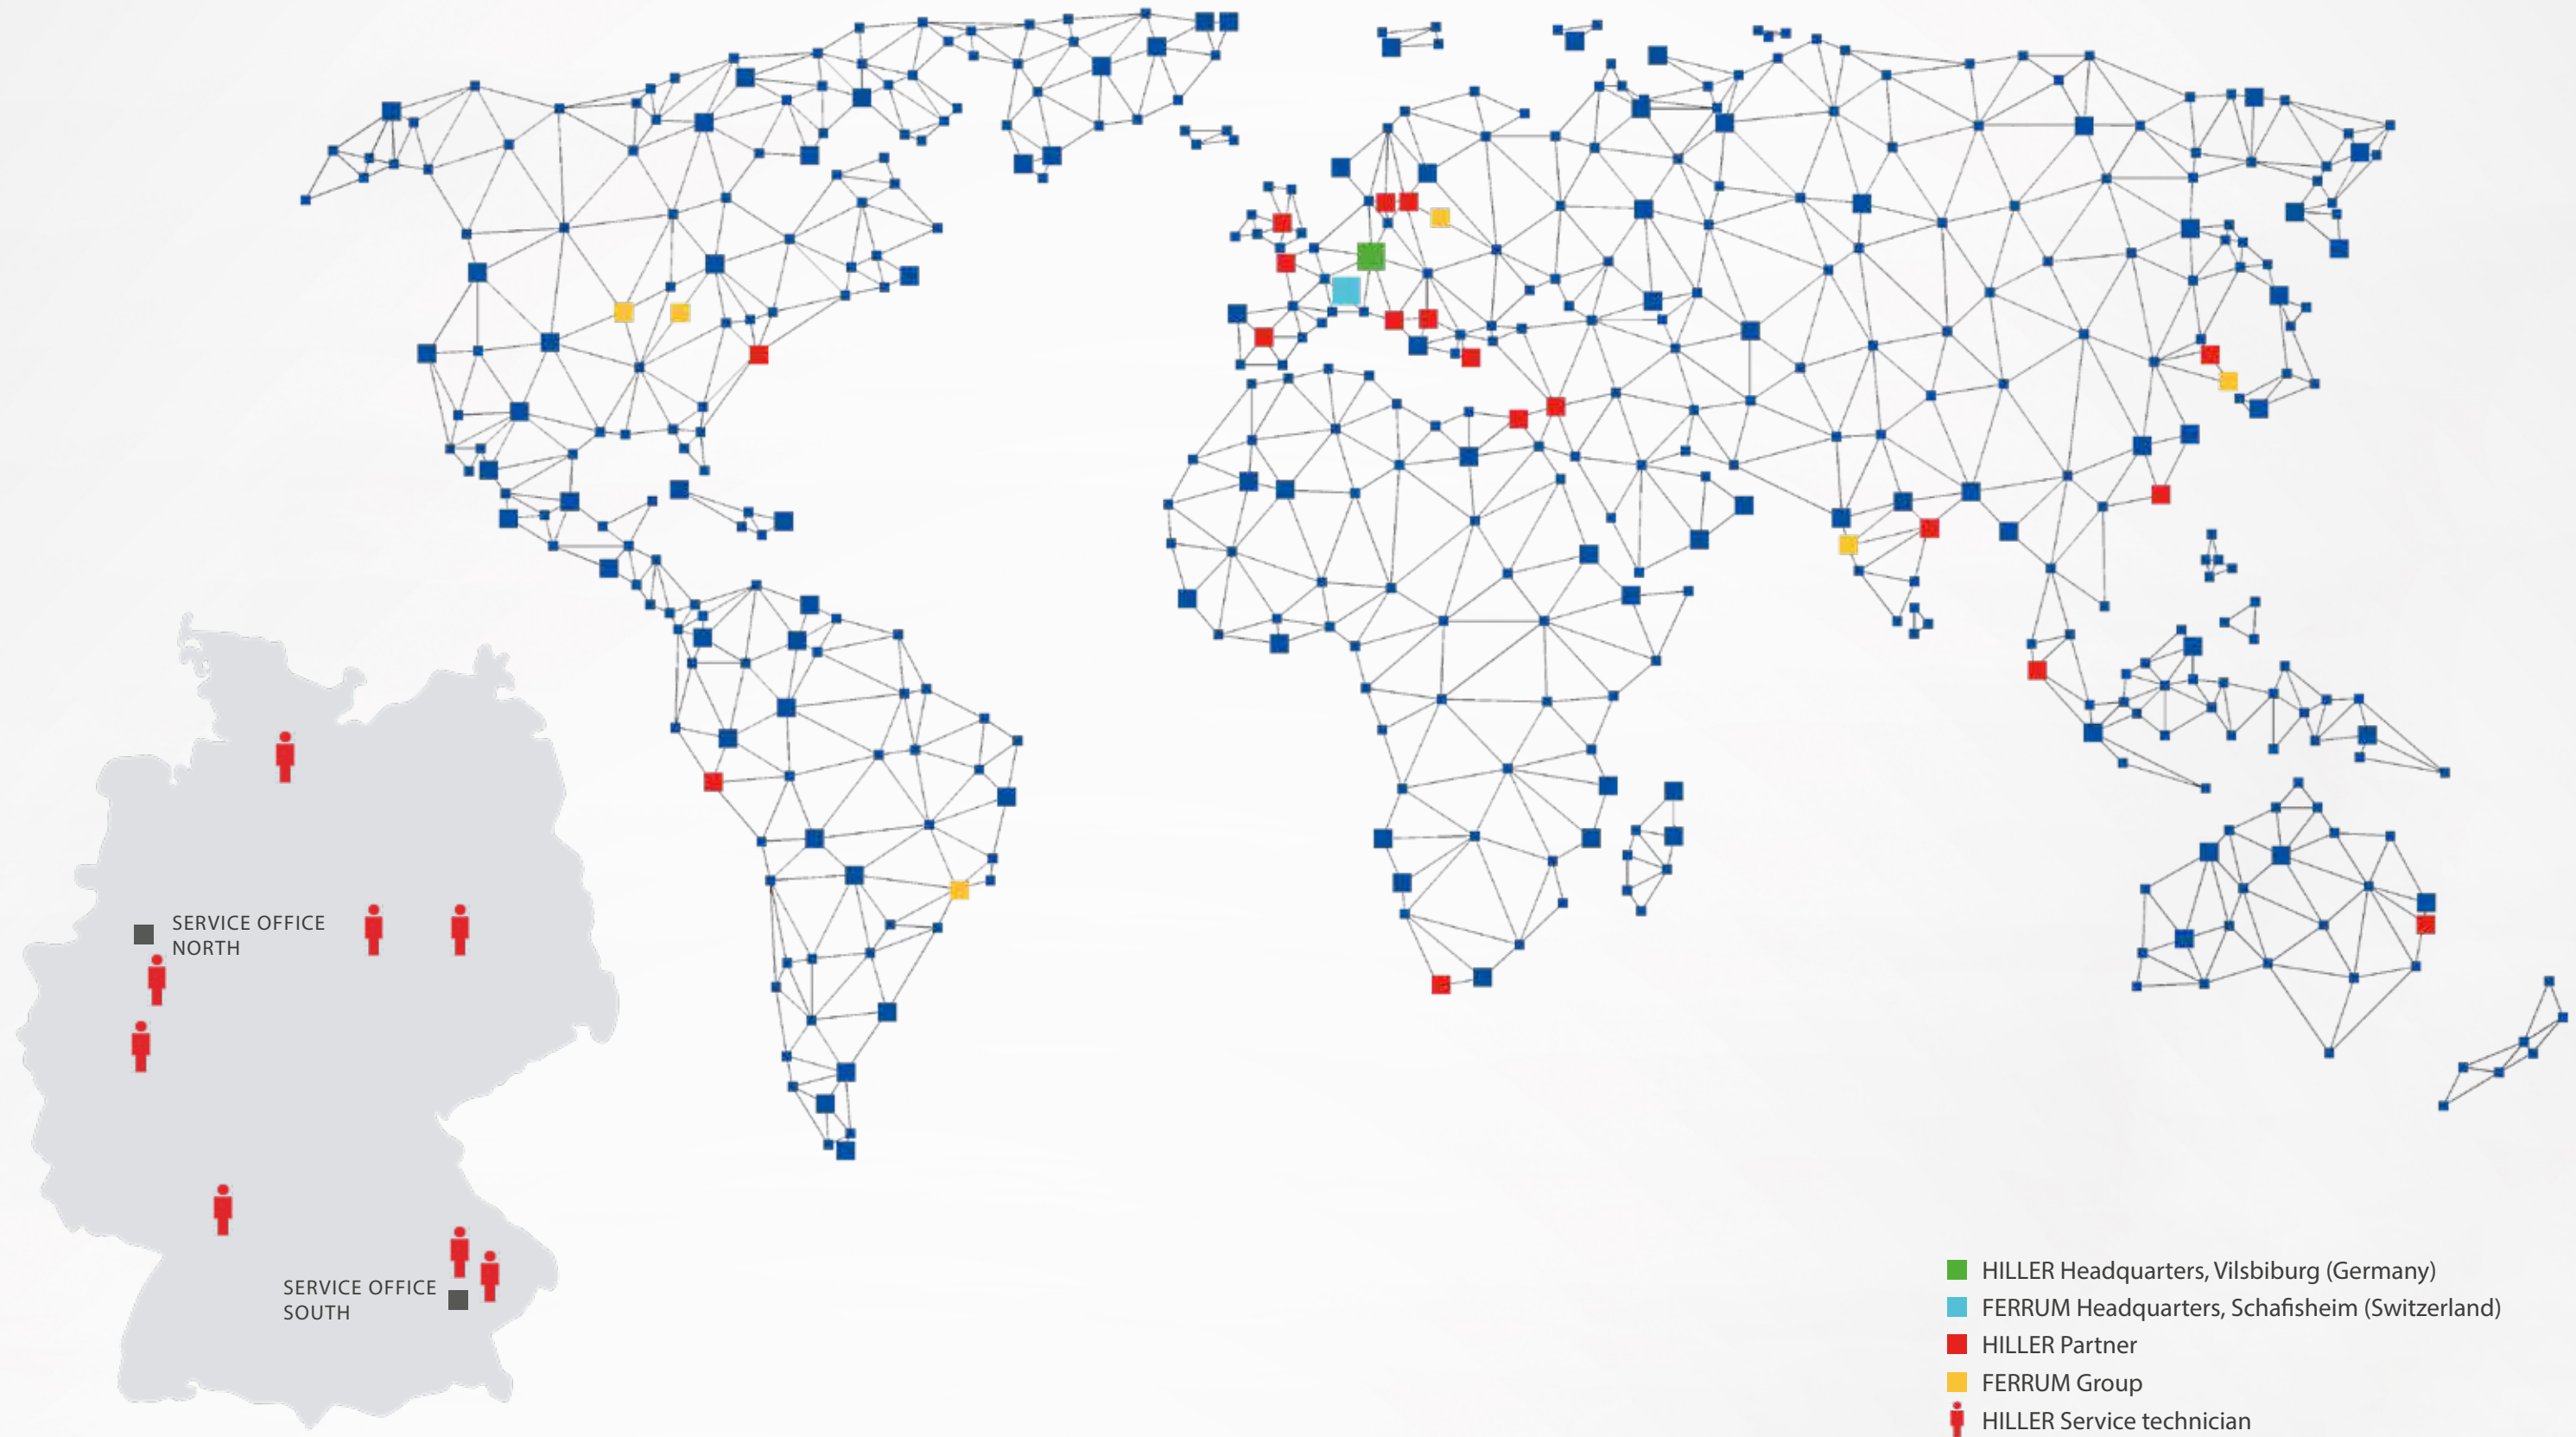 SERVICE OFFICE
NORTH
SERVICE OFFICE
SOUTH
HILLER Headquarters, Vilsbiburg (Germany)
FERRUM Headquarters, Schafisheim (Switzerland)
HILLER Partner
FERRUM Group
HILLER Service technician